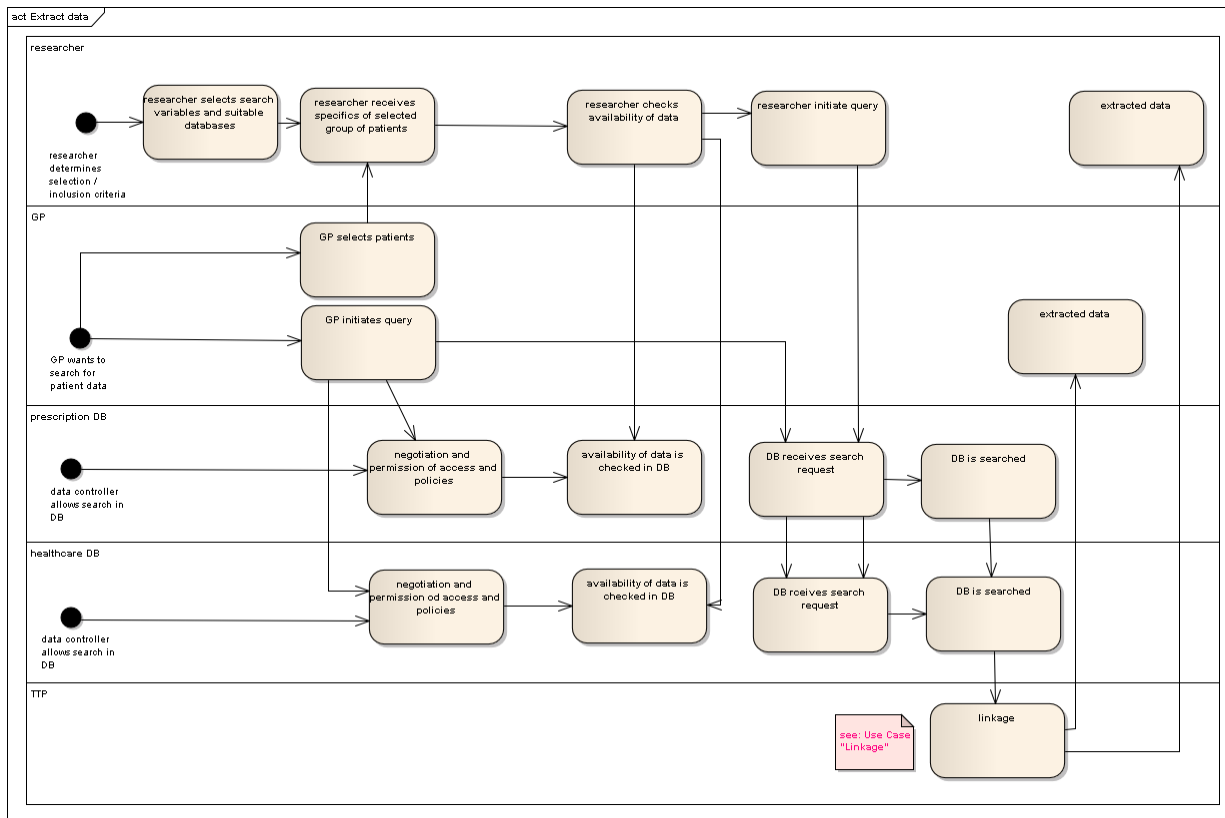 act Extract data
researcher
researcher selects search
variables and suitable
databases
researcher receives
specifics of selected
group of patients
researcher checks
availability of data
researcher initiate query
extracted data
researcher
determines
selection /
inclusion criteria
GP
GP selects patients
GP initiates query
extracted data
GP wants to
search for
patient data
prescription DB
negotiation and
permission of access and
policies
availability of data is
checked in DB
DB receives search
request
DB is searched
data controller
allows search in
DB
healthcare DB
negotiation and
permission od access and
policies
availability of data is
checked in DB
DB rceives search
request
DB is searched
data controller
allows search in
DB
TTP
see: Use Case
"Linkage"
linkage